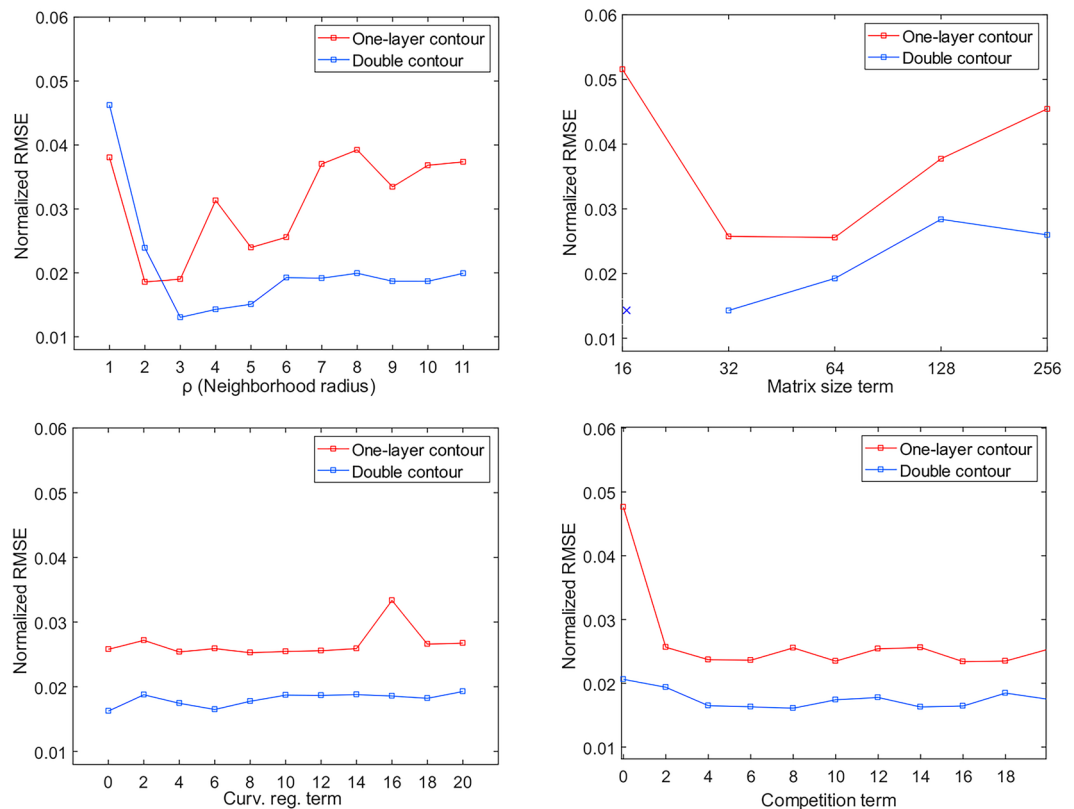 0.06
0.05
0.04
0.03
0.02
0.01
Normalized RMSE
One-layer contour
Double contour
1 2 3 4 5 6 7 8 9 10 11
ρ (Neighborhood radius)
0.06
0.05
0.04
0.03
0.02
0.01
Normalized RMSE
One-layer contour
Double contour
16 32 64 128 256
Matrix size term
0.06
0.05
0.04
0.03
0.02
0.01
Normalized RMSE
One-layer contour
Double contour
0 2 4 6 8 10 12 14 16 18 20
Curv. reg. term
0.06
0.05
0.04
0.03
0.02
0.01
Normalized RMSE
One-layer contour
Double contour
0 2 4 6 8 10 12 14 16 18
Competition term